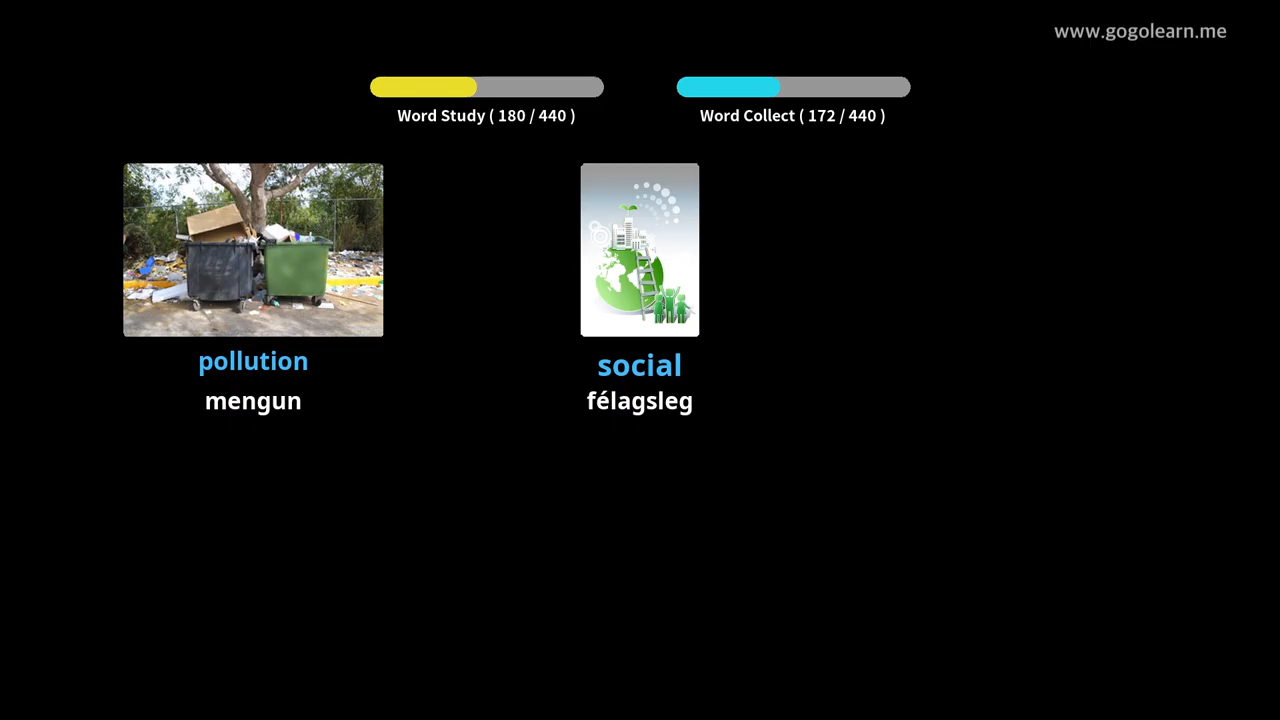 www.gogolearn.me
Word Study ( 180 / 440 )
Word Collect ( 172 / 440 )
pollution
mengun
social
félagsleg